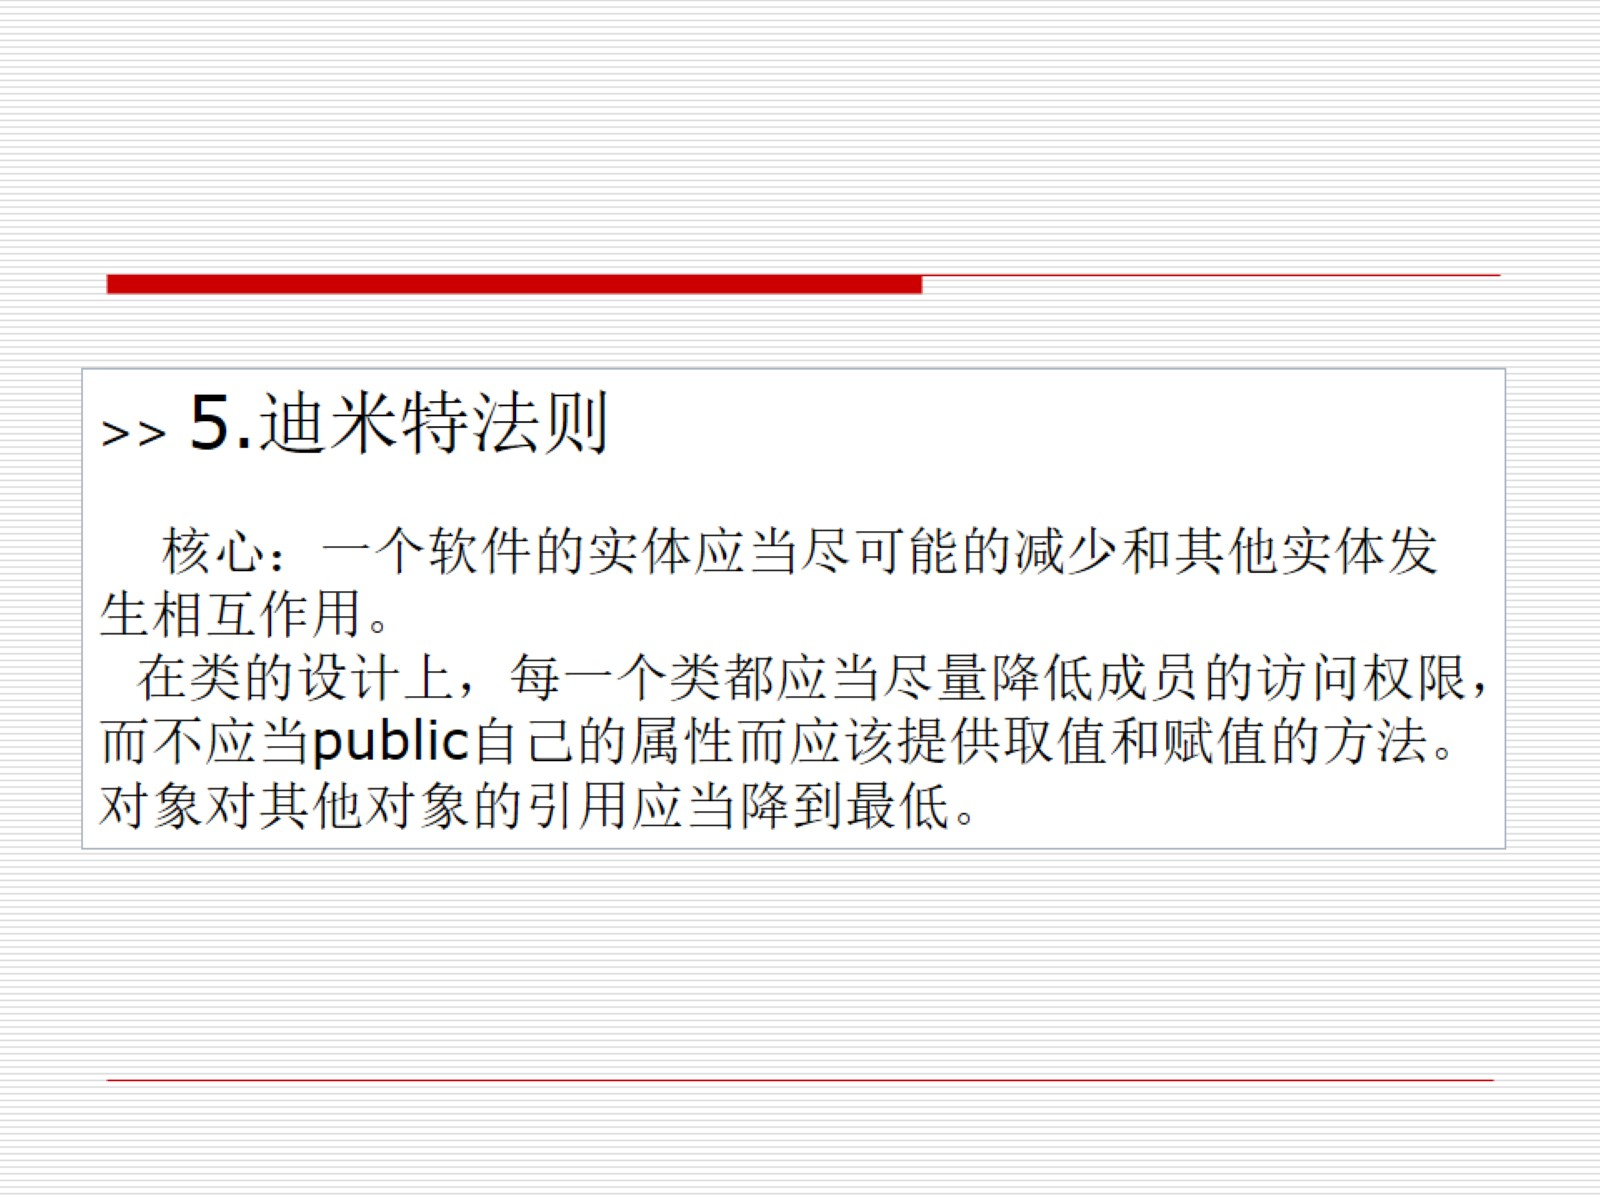 >> 5.迪米特法则
核心：一个软件的实体应当尽可能的减少和其他实体发
生相互作用。
在类的设计上，每一个类都应当尽量降低成员的访问权限，
而不应当public自己的属性而应该提供取值和赋值的方法。
对象对其他对象的引用应当降到最低。